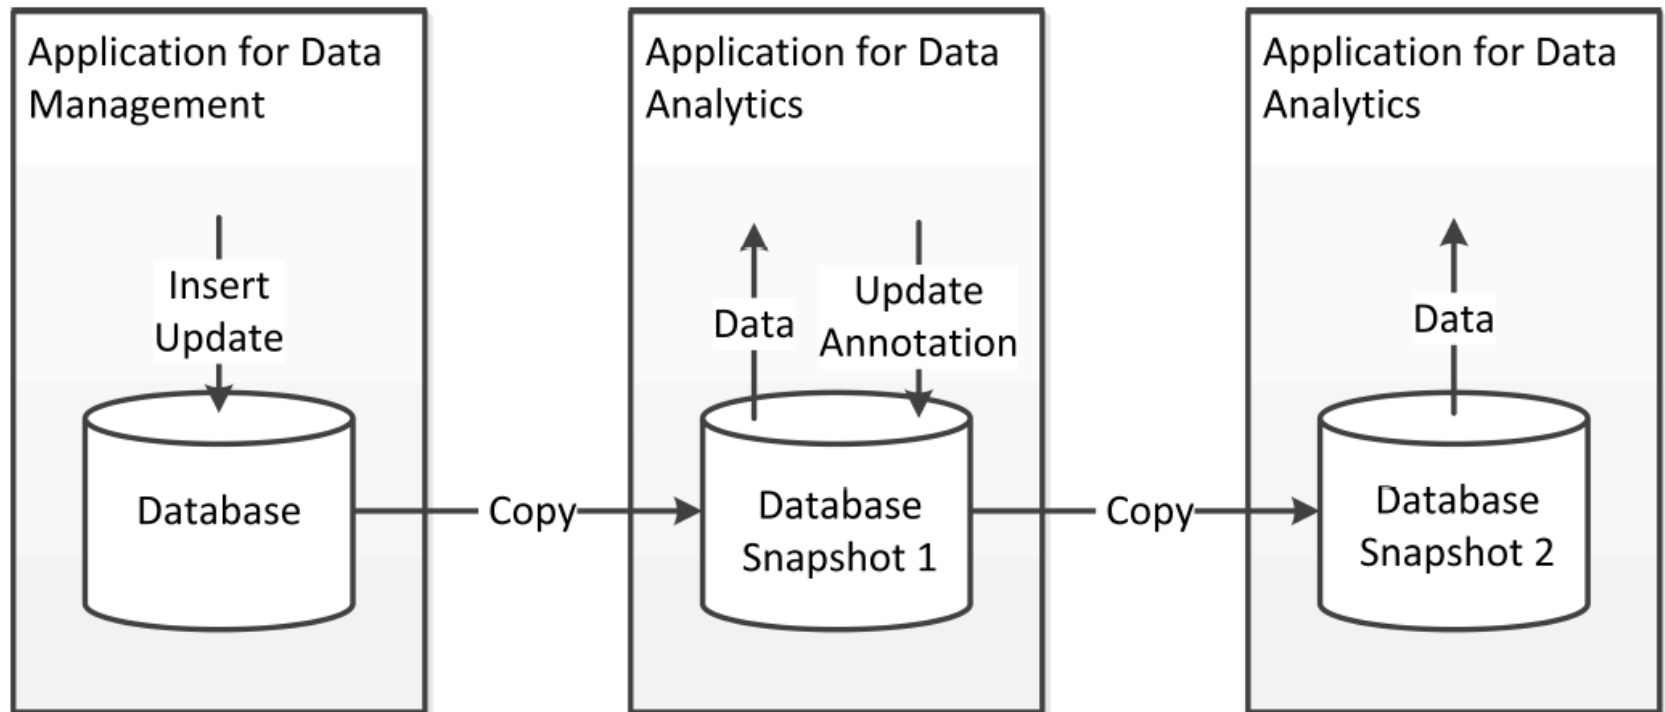 Application for Data
Management
Insert
Update
Database
Copy
Application for Data
Analytics
Data
Update
Annotation
Database
Snapshot 1
Copy
Application for Data
Analytics
Data
Database
Snapshot 2